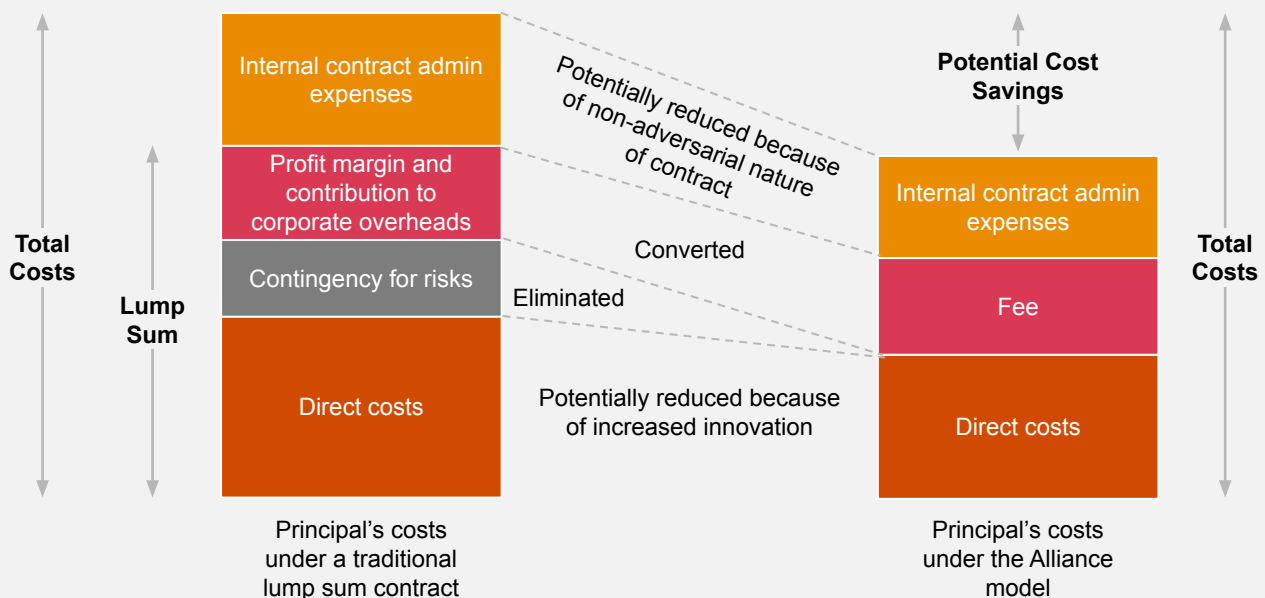 Total
Costs
Lump
Sum
Internal contract admin
expenses
Profit margin and
contribution to
corporate overheads
Contingency for risks
Direct costs
Principal's costs
under a traditional
lump sum contract
Potentially reduced because
of non-adversarial nature
of contract
Converted
Eliminated
Potentially reduced because
of increased innovation
Potential Cost
Savings
Internal contract admin
expenses
Fee
Direct costs
Principal's costs
under the Alliance
model
Total
Costs